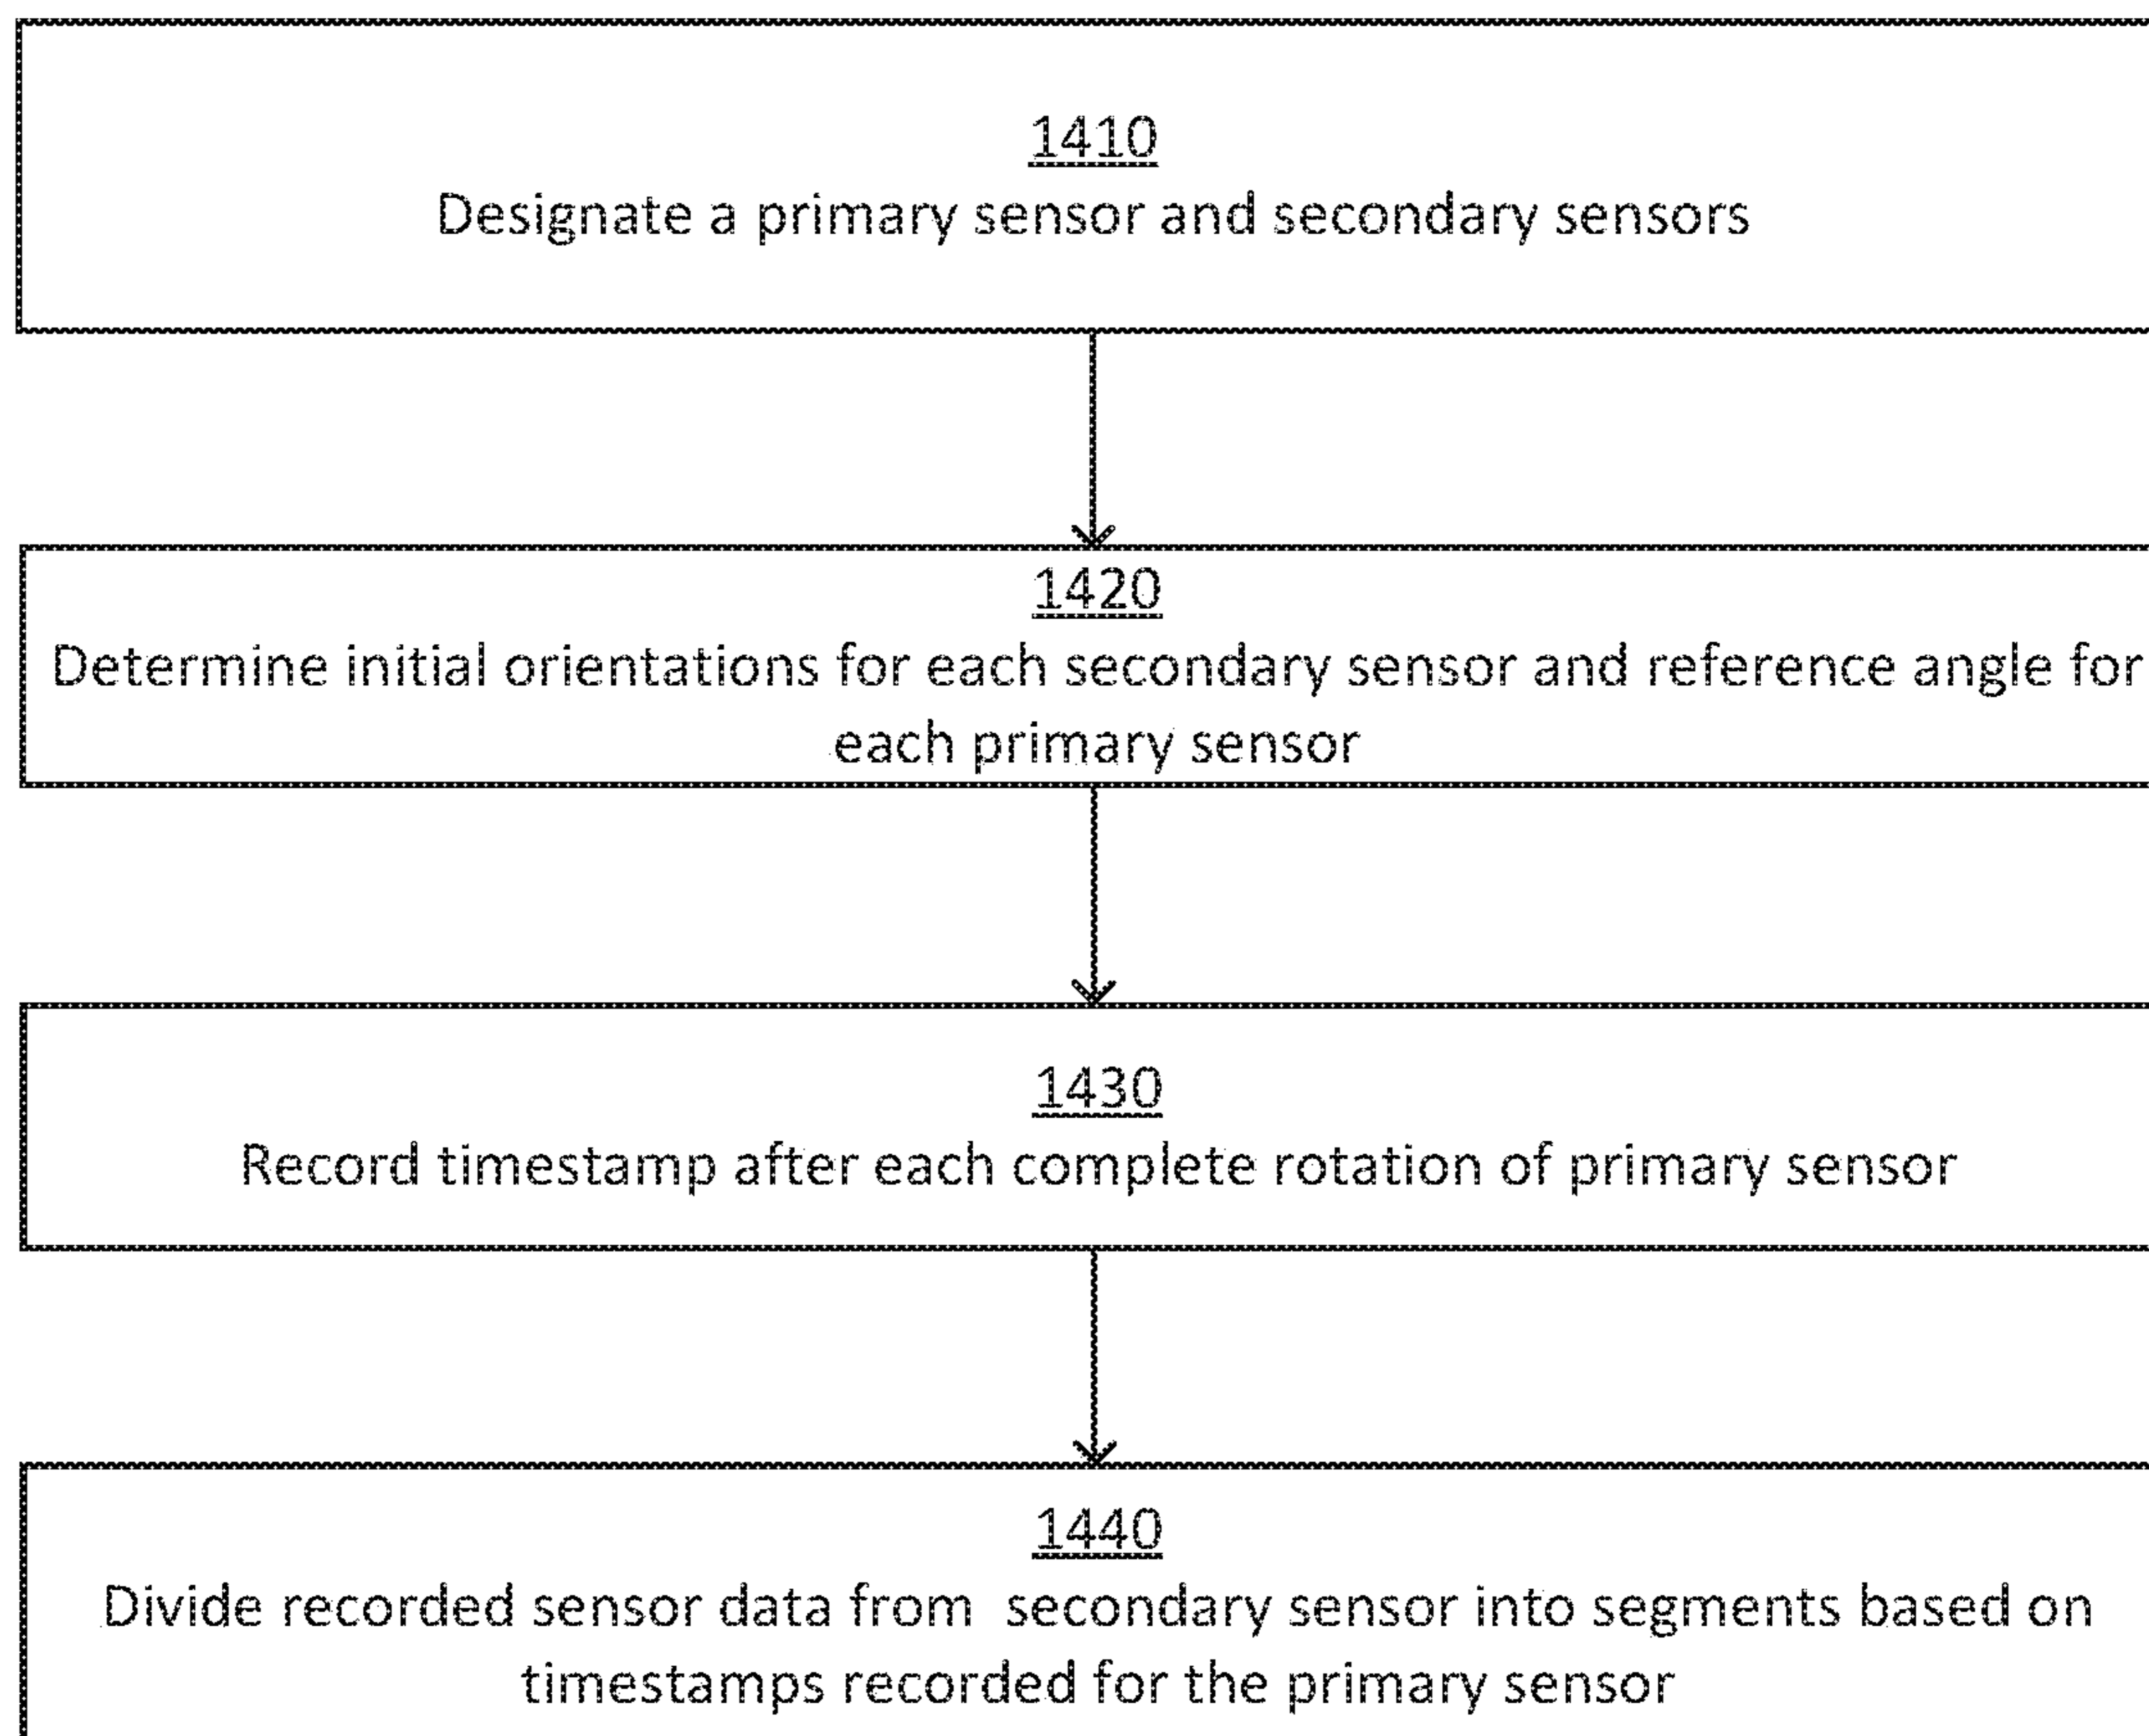 1410
Designate a primary sensor and secondary sensors
1420
Determine initial orientations for each secondary sensor and reference angle for
each primary sensor
1430
Record timestamp after each complete rotation of primary sensor
1440
Divide recorded sensor data from secondary sensor into segments based on
timestamps recorded for the primary sensor